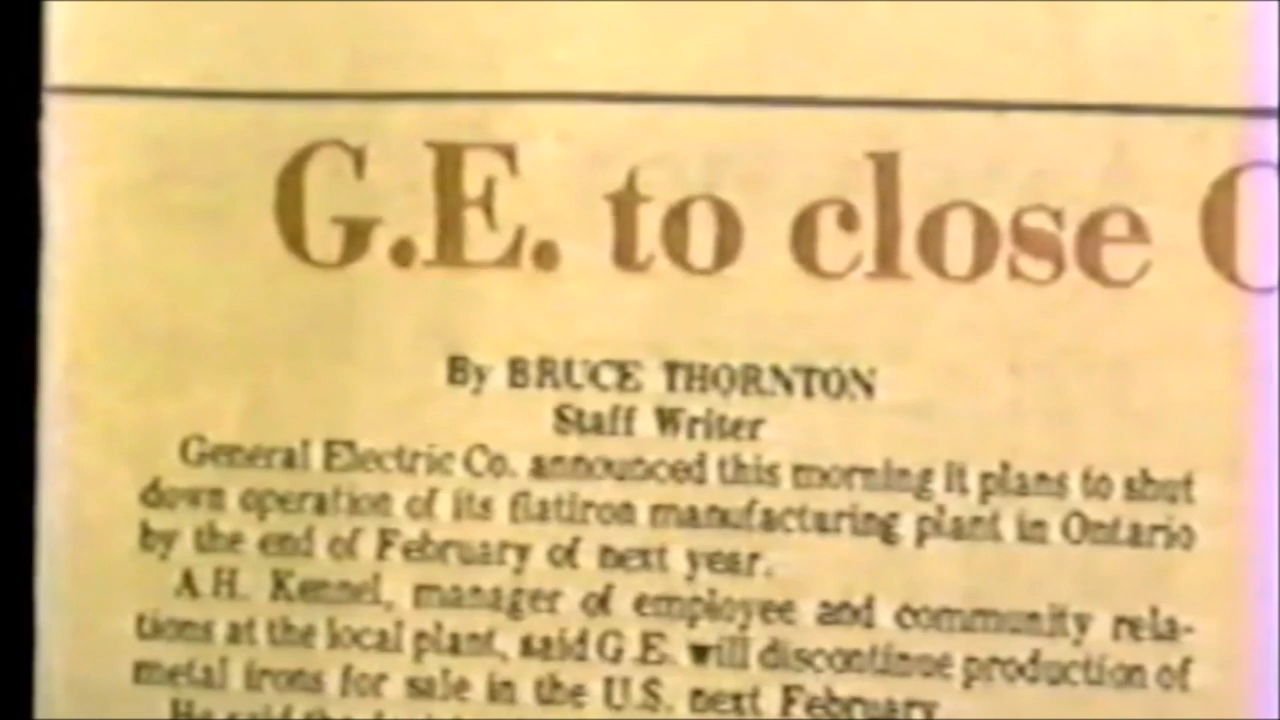 G.E. to close
By BRUCE THORNTON
Staff Writer
General Electric Co. announced this morning it plans to shut
down operation of its flatiron manufacturing plant in Ontario
by the end of February of next year.
A.H. Kennel, manager of employee and community rela-
tions at the local plant, said G.E. will discontinue production of
metal irons for sale in the U.S. next February.
He said the